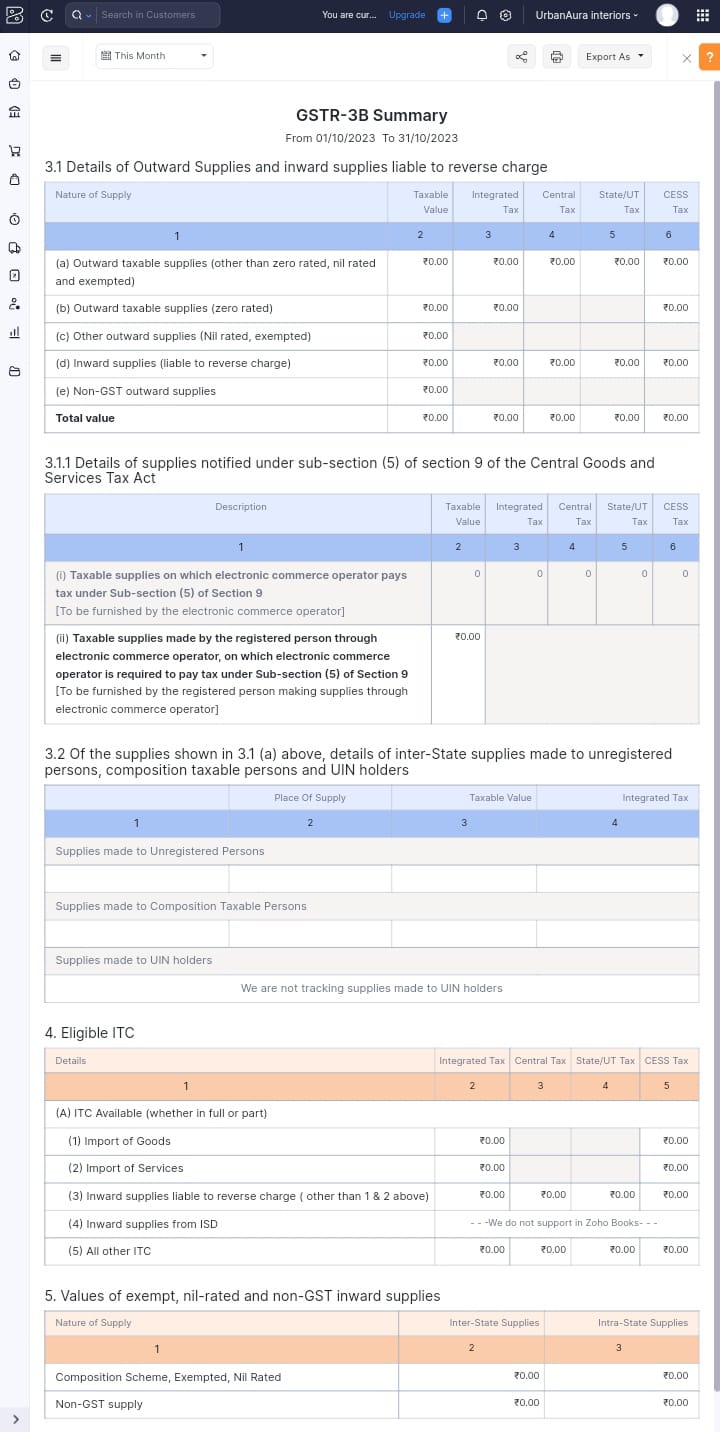 Search in Customers
You are cur...
Upgrade
UrbanAura interiors
This Month
Export As
?
GSTR-3B Summary
From 01/10/2023 To 31/10/2023
3.1 Details of Outward Supplies and inward supplies liable to reverse charge
Nature of Supply Taxable Value Integrated Tax Central Tax State/UT Tax CESS Tax
1 2 3 4 5 6
(a) Outward taxable supplies (other than zero rated, nil rated ₹0.00 ₹0.00 ₹0.00 ₹0.00 ₹0.00
and exempted)
(b) Outward taxable supplies (zero rated) ₹0.00 ₹0.00 ₹0.00
(c) Other outward supplies (Nil rated, exempted) ₹0.00
(d) Inward supplies (liable to reverse charge) ₹0.00 ₹0.00 ₹0.00 ₹0.00 ₹0.00
(e) Non-GST outward supplies ₹0.00
Total value ₹0.00 ₹0.00 ₹0.00 ₹0.00 ₹0.00
3.1.1 Details of supplies notified under sub-section (5) of section 9 of the Central Goods and
Services Tax Act
Description Taxable Value Integrated Tax Central Tax State/UT Tax CESS Tax
1 2 3 4 5 6
(i) Taxable supplies on which electronic commerce operator pays 0 0 0 0 0
tax under Sub-section (5) of Section 9
[To be furnished by the electronic commerce operator]
(ii) Taxable supplies made by the registered person through ₹0.00
electronic commerce operator, on which electronic commerce
operator is required to pay tax under Sub-section (5) of Section 9
[To be furnished by the registered person making supplies through
electronic commerce operator]
3.2 Of the supplies shown in 3.1 (a) above, details of inter-State supplies made to unregistered
persons, composition taxable persons and UIN holders
Place Of Supply Taxable Value Integrated Tax
1 2 3 4
Supplies made to Unregistered Persons
Supplies made to Composition Taxable Persons
Supplies made to UIN holders
We are not tracking supplies made to UIN holders
4. Eligible ITC
Details Integrated Tax Central Tax State/UT Tax CESS Tax
1 2 3 4 5
(A) ITC Available (whether in full or part)
(1) Import of Goods ₹0.00 ₹0.00
(2) Import of Services ₹0.00 ₹0.00
(3) Inward supplies liable to reverse charge ( other than 1 & 2 above) ₹0.00 ₹0.00 ₹0.00 ₹0.00
(4) Inward supplies from ISD - - -We do not support in Zoho Books- - -
(5) All other ITC ₹0.00 ₹0.00 ₹0.00 ₹0.00
5. Values of exempt, nil-rated and non-GST inward supplies
Nature of Supply Inter-State Supplies Intra-State Supplies
1 2 3
Composition Scheme, Exempted, Nil Rated ₹0.00 ₹0.00
Non-GST supply ₹0.00 ₹0.00